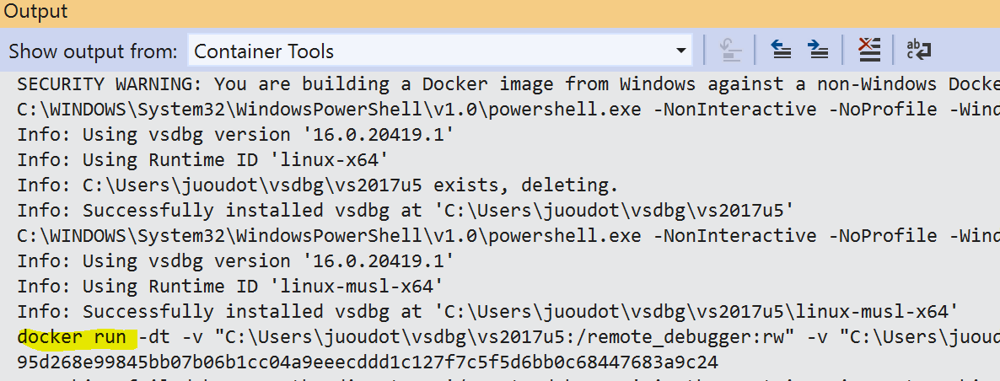 Output
Show output from: Container Tools
SECURITY WARNING: You are building a Docker image from Windows against a non-Windows Docke
C:\WINDOWS\System32\WindowsPowerShell\v1.0\powershell.exe -NonInteractive -NoProfile -Wind
Info: Using vsdbg version '16.0.20419.1'
Info: Using Runtime ID 'linux-x64'
Info: C:\Users\juoudot\vsdbg\vs2017u5 exists, deleting.
Info: Successfully installed vsdbg at 'C:\Users\juoudot\vsdbg\vs2017u5'
C:\WINDOWS\System32\WindowsPowerShell\v1.0\powershell.exe -NonInteractive -NoProfile -Wind
Info: Using vsdbg version '16.0.20419.1'
Info: Using Runtime ID 'linux-musl-x64'
Info: Successfully installed vsdbg at 'C:\Users\juoudot\vsdbg\vs2017u5\linux-musl-x64'
docker run -dt -v "C:\Users\juoudot\vsdbg\vs2017u5:/remote_debugger:rw" -v "C:\Users\juoud
95d268e99845bb07b06b1cc04a9eeecddd1c127f7c5f5d6bb0c68447683a9c24